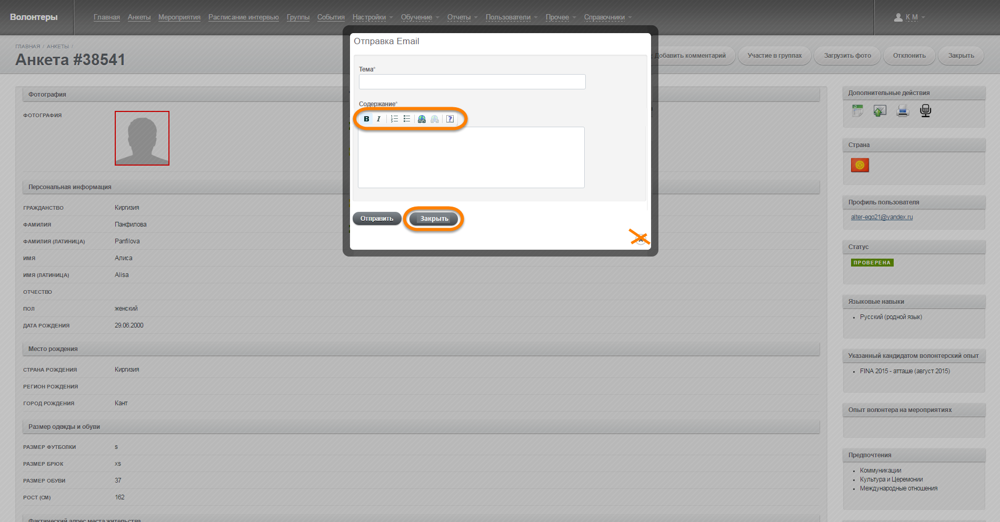 Волонтеры
Главная Анкеты Мероприятия Расписание интервью Группы События Настройки Обучение Отчеты Пользователи Прочее Справочники
К М
ГЛАВНАЯ / АНКЕТЫ /
Анкета #38541
Добавить комментарий Участие в группах Загрузить фото Отклонить Закрыть
Отправка Email
Тема*
Содержание*
B I ?
Отправить Закрыть
Фотография
ФОТОГРАФИЯ
Персональная информация
ГРАЖДАНСТВО Киргизия
ФАМИЛИЯ Панфилова
ФАМИЛИЯ (ЛАТИНИЦА) Panfilova
ИМЯ Алиса
ИМЯ (ЛАТИНИЦА) Alisa
ОТЧЕСТВО
ПОЛ женский
ДАТА РОЖДЕНИЯ 29.06.2000
Место рождения
СТРАНА РОЖДЕНИЯ Киргизия
РЕГИОН РОЖДЕНИЯ
ГОРОД РОЖДЕНИЯ Кант
Размер одежды и обуви
РАЗМЕР ФУТБОЛКИ s
РАЗМЕР БРЮК xs
РАЗМЕР ОБУВИ 37
РОСТ (СМ) 162
Фактический адрес места жительства
Дополнительные действия
Страна
Профиль пользователя
alter-ego21@yandex.ru
Статус
ПРОВЕРЕНА
Языковые навыки
Русский (родной язык)
Указанный кандидатом волонтерский опыт
FINA 2015 - атташе (август 2015)
Опыт волонтера на мероприятиях
Предпочтения
Коммуникации
Культура и Церемонии
Международные отношения